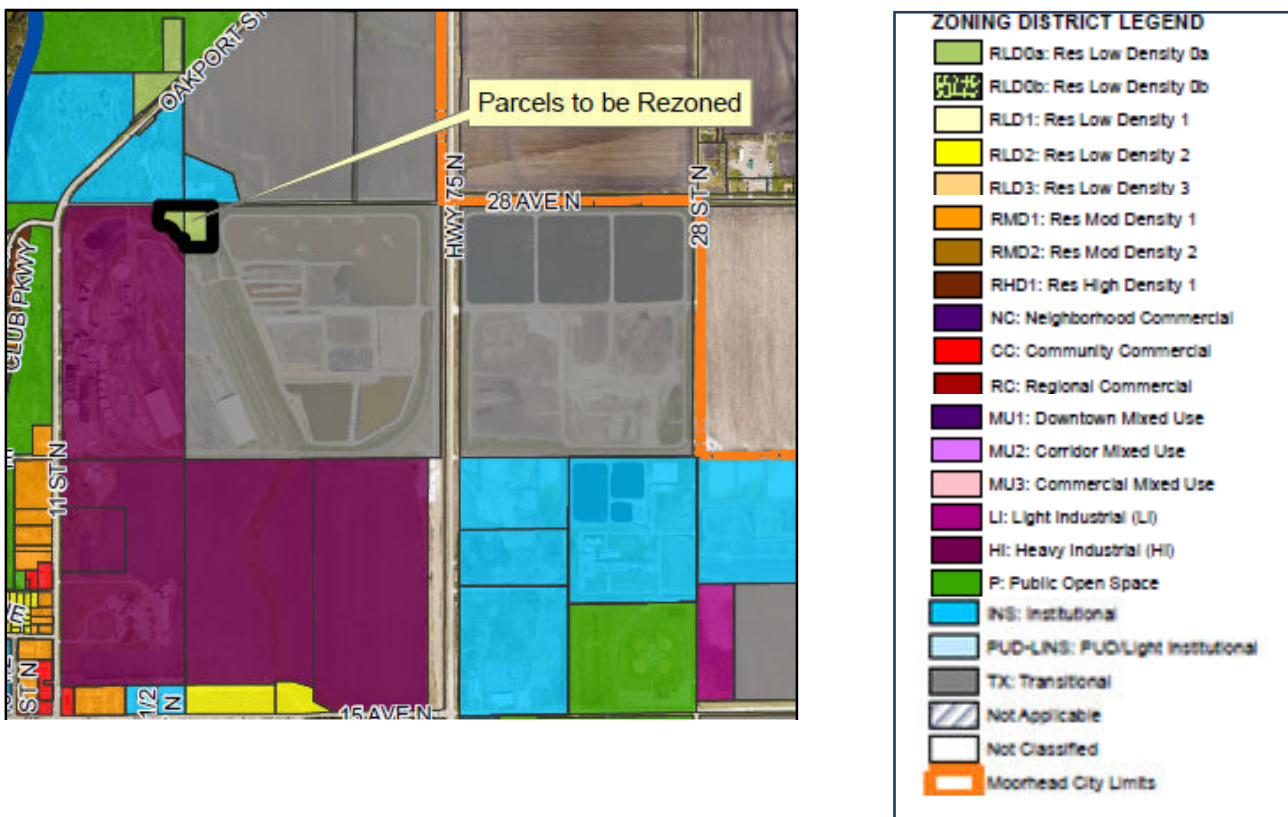 OAKPORT S
Parcels to be Rezoned
28 AVE N
HWY 75 N
28 ST N
CLUB PKWY
11 ST N
ST N
1/2
N
15 AVE N
ZONING DISTRICT LEGEND
RLD0a: Res Low Density 0a
RLD0b: Res Low Density 0b
RLD1: Res Low Density 1
RLD2: Res Low Density 2
RLD3: Res Low Density 3
RMD1: Res Mod Density 1
RMD2: Res Mod Density 2
RHD1: Res High Density 1
NC: Neighborhood Commercial
CC: Community Commercial
RC: Regional Commercial
MU1: Downtown Mixed Use
MU2: Corridor Mixed Use
MU3: Commercial Mixed Use
LI: Light Industrial (LI)
HI: Heavy Industrial (HI)
P: Public Open Space
INS: Institutional
PUD-LINS: PUD/Light Institutional
TX: Transitional
Not Applicable
Not Classified
Moorhead City Limits